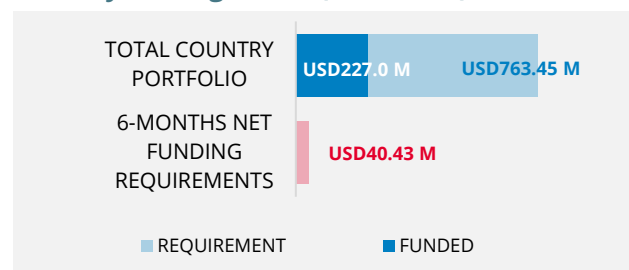 TOTAL COUNTRY
PORTFOLIO
USD227.0 M
USD763.45 M
6-MONTHS NET
FUNDING
REQUIREMENTS
USD40.43 M
REQUIREMENT
FUNDED